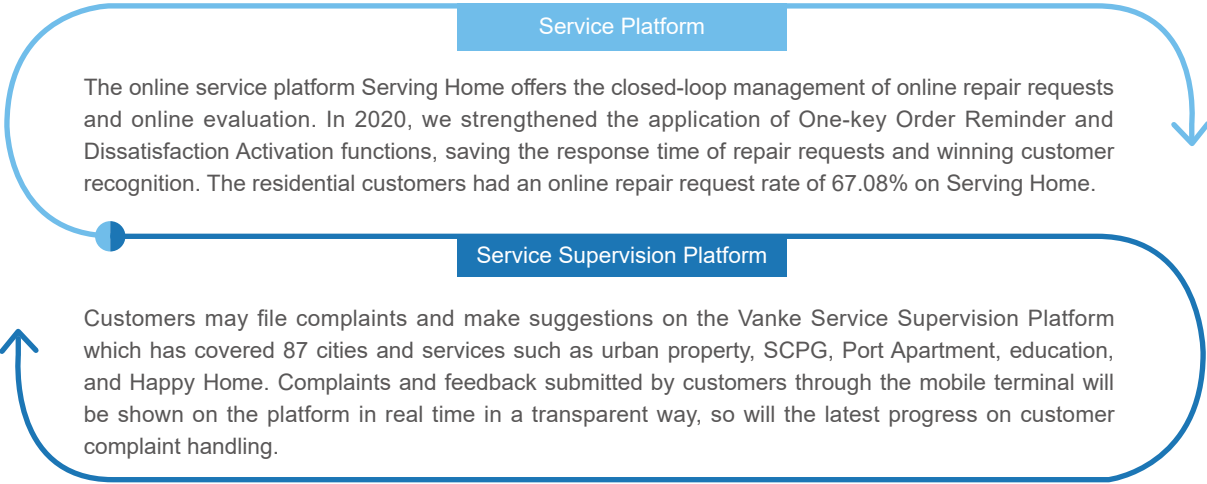 Service Platform
The online service platform Serving Home offers the closed-loop management of online repair requests
and online evaluation. In 2020, we strengthened the application of One-key Order Reminder and
Dissatisfaction Activation functions, saving the response time of repair requests and winning customer
recognition. The residential customers had an online repair request rate of 67.08% on Serving Home.
Service Supervision Platform
Customers may file complaints and make suggestions on the Vanke Service Supervision Platform
which has covered 87 cities and services such as urban property, SCPG, Port Apartment, education,
and Happy Home. Complaints and feedback submitted by customers through the mobile terminal will
be shown on the platform in real time in a transparent way, so will the latest progress on customer
complaint handling.